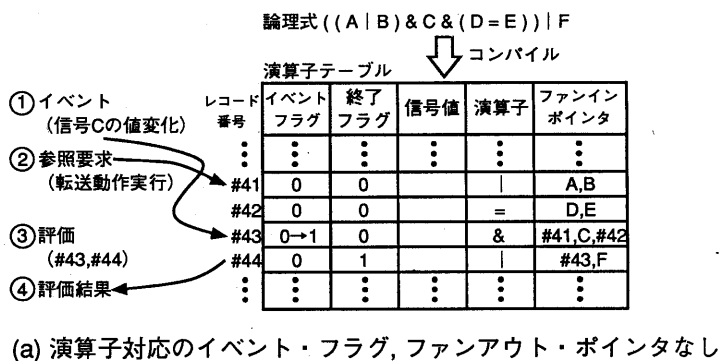 論理式((A|B)&C&(D=E))|F
コンパイル
演算子テーブル
① イベント
(信号Cの値変化)
② 参照要求
(転送動作実行)
③ 評価
(#43,#44)
④ 評価結果
レコード番号 イベントフラグ 終了フラグ 信号値 演算子 ファンインポインタ
#41 0 0 | A,B
#42 0 0 = D,E
#43 0→1 0 & #41,C,#42
#44 0 1 | #43,F
(a) 演算子対応のイベント・フラグ, ファンアウト・ポインタなし